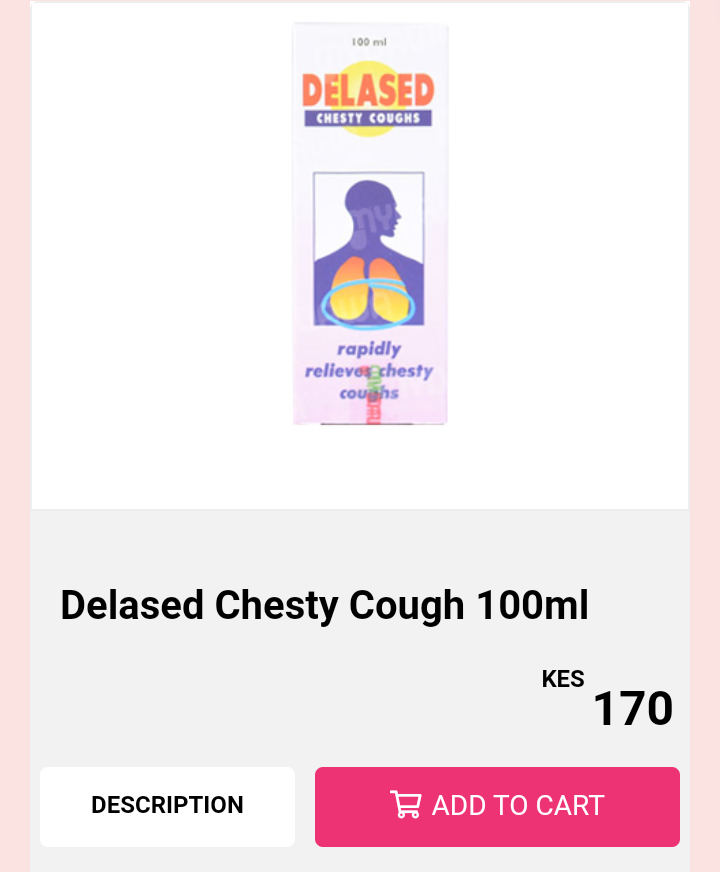 100 ml
DELASED
CHESTY COUGHS
rapidly
relieves chesty
coughs
Delased Chesty Cough 100ml
KES
170
DESCRIPTION
ADD TO CART